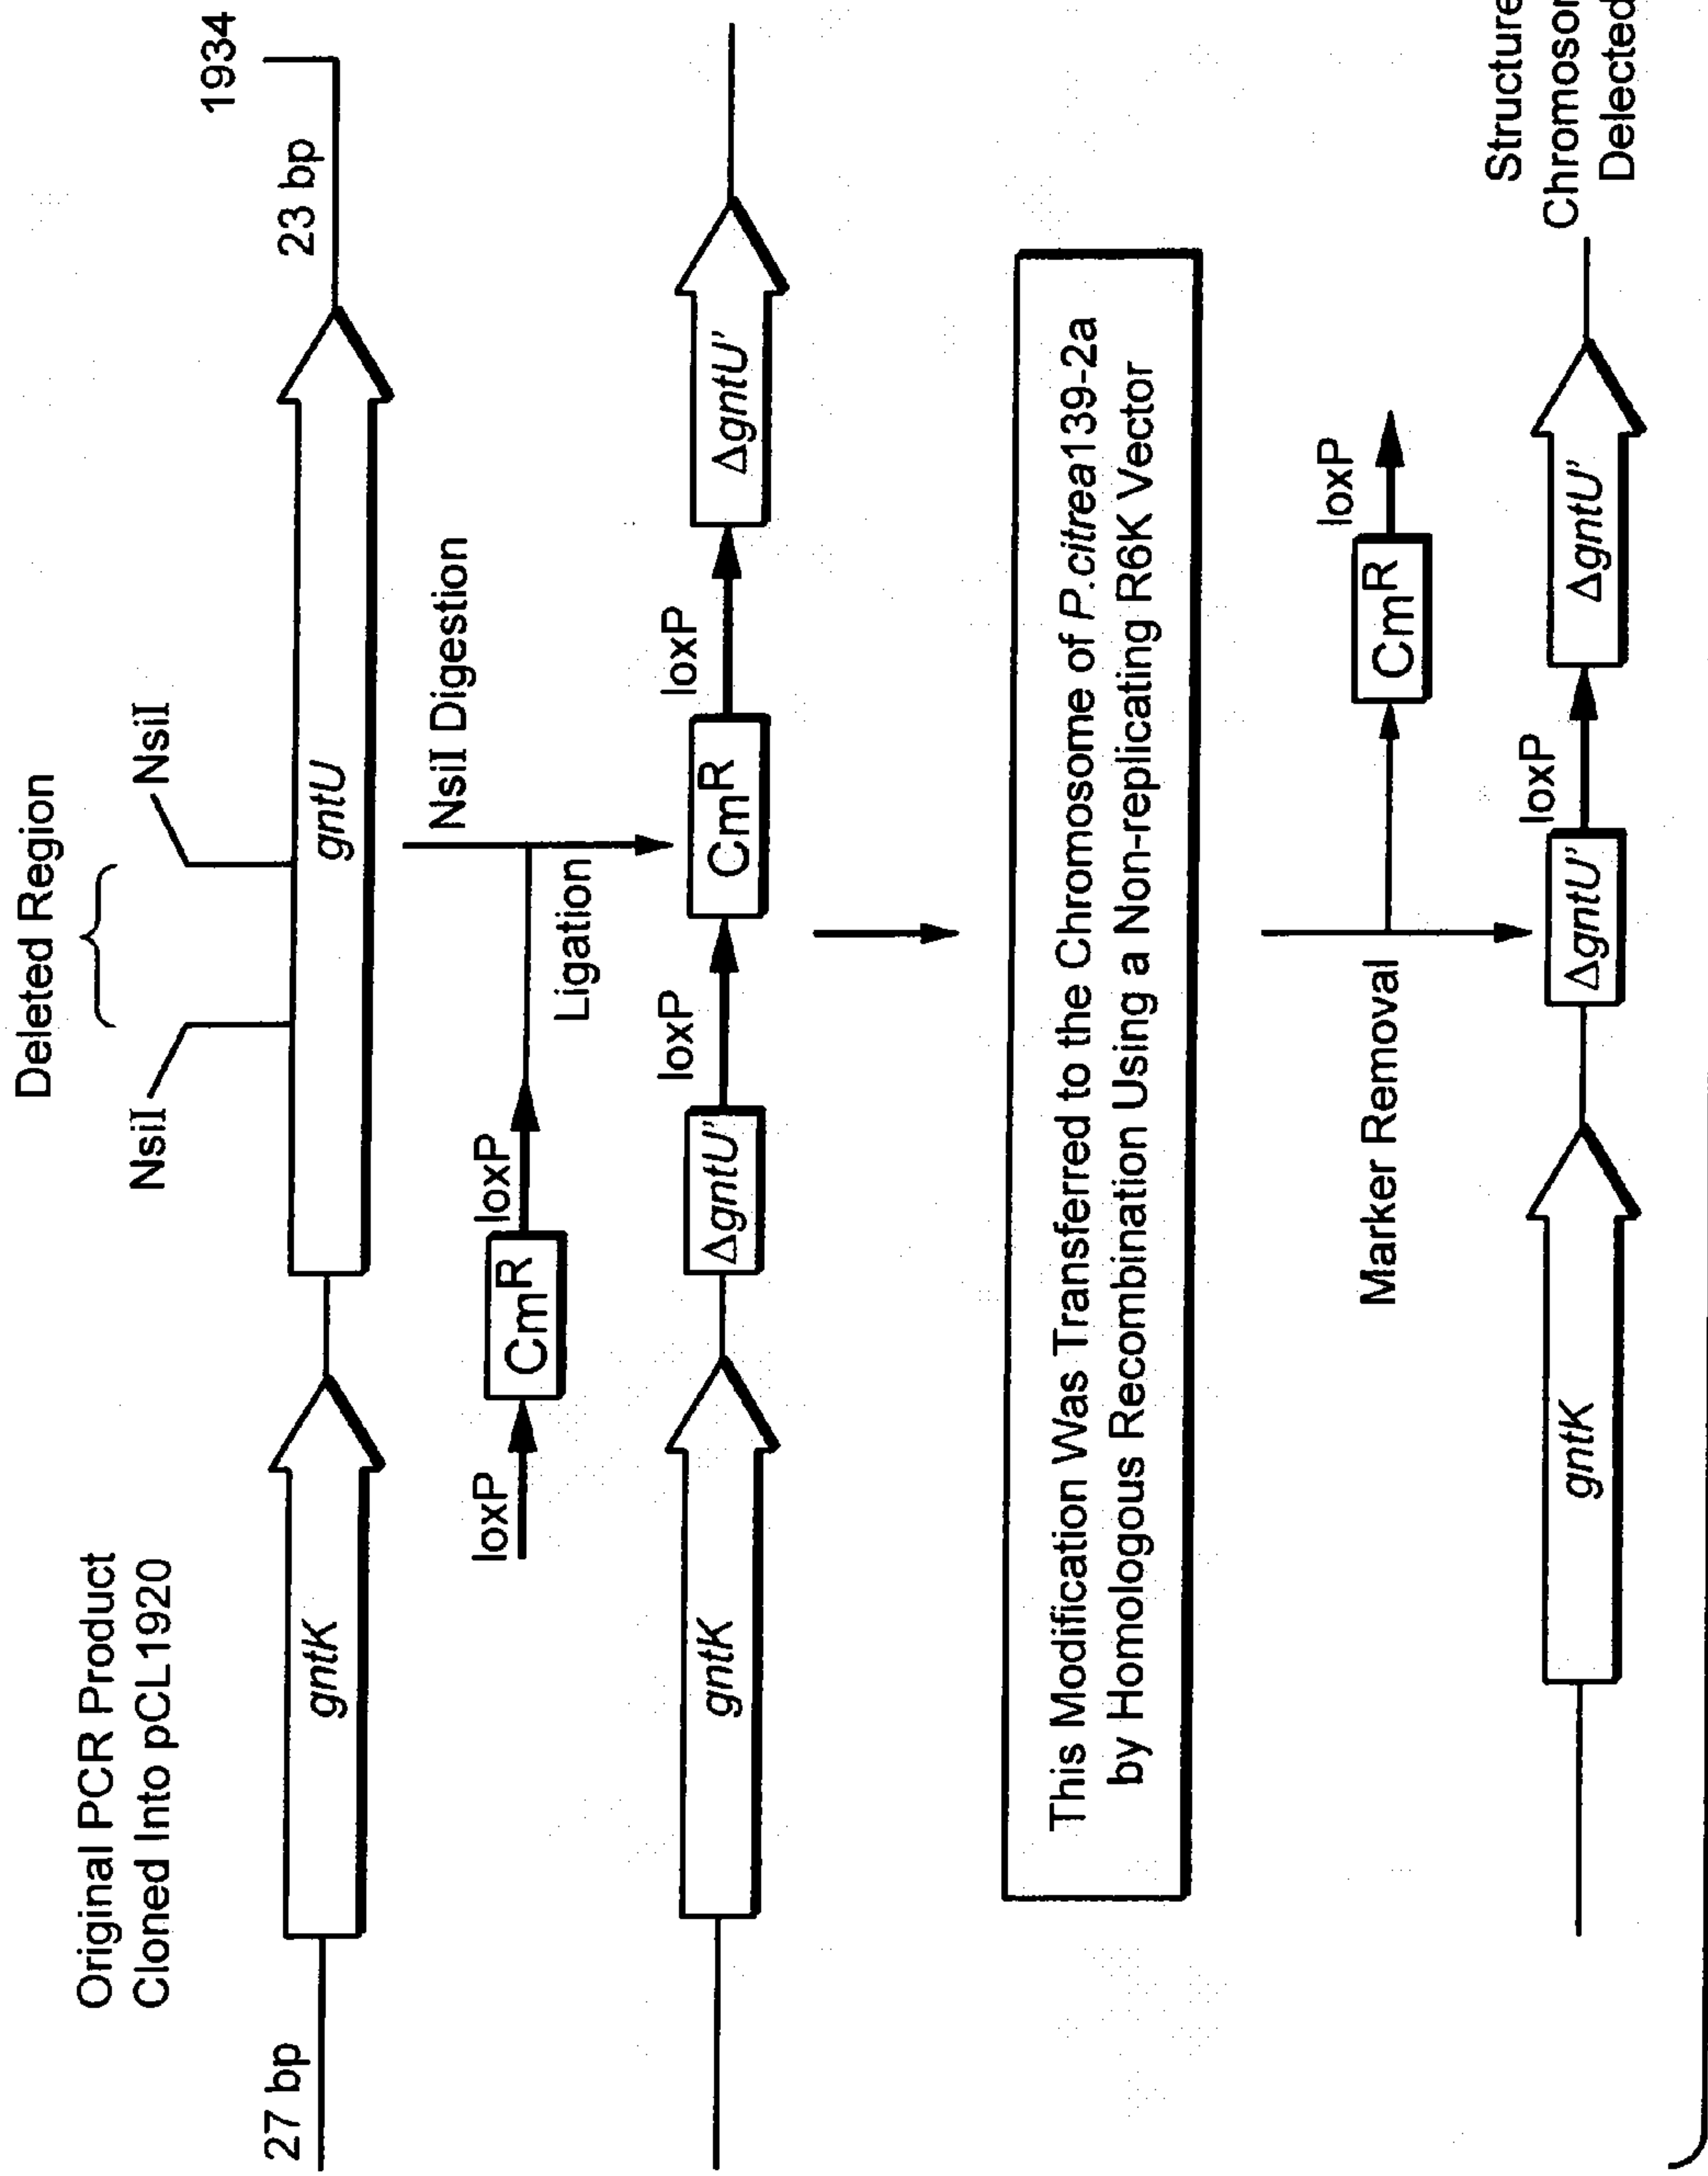 Original PCR Product
Cloned Into pCL1920
Deleted Region
NsiI
NsiI
27 bp
gntK
gntU
23 bp
1934
loxP
CmR
loxP
NsiI Digestion
Ligation
gntK
ΔgntU'
loxP
CmR
loxP
ΔgntU'
This Modification Was Transferred to the Chromosome of P.citrea139-2a
by Homologous Recombination Using a Non-replicating R6K Vector
Marker Removal
CmR
loxP
gntK
ΔgntU'
loxP
ΔgntU'
Structure
Delected